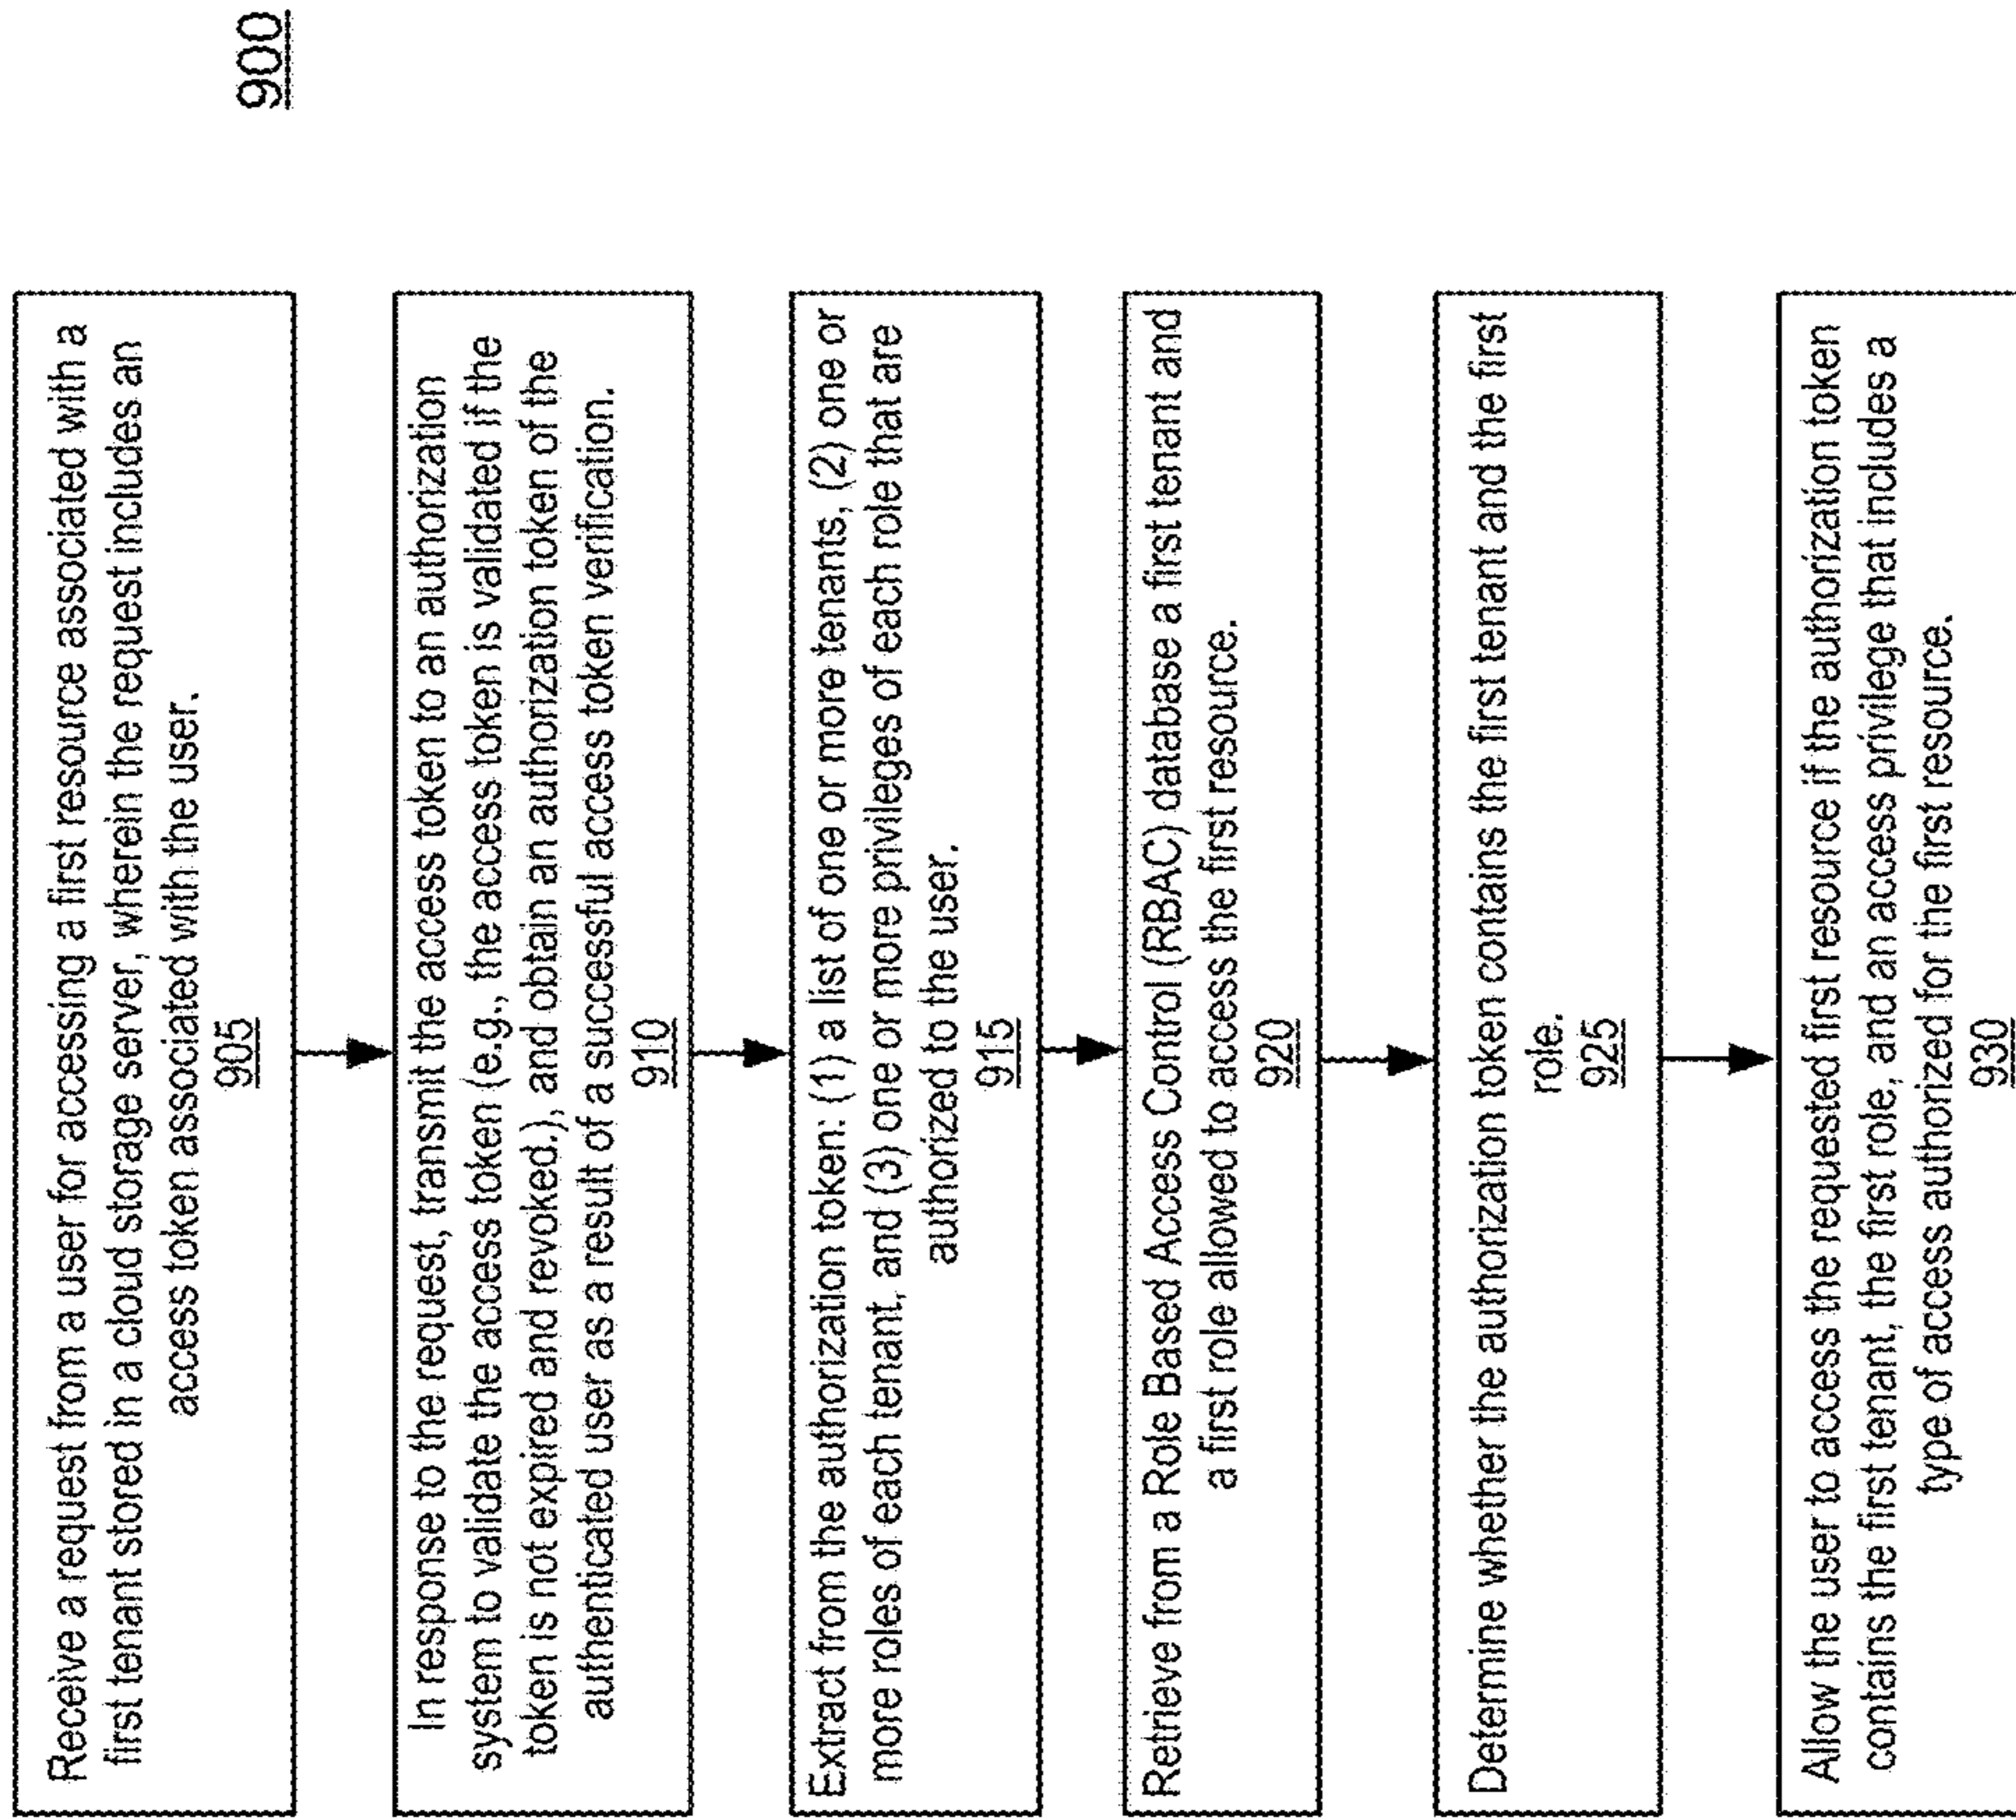 900
Receive a request from a user for accessing a first resource associated with a
first tenant stored in a cloud storage server, wherein the request includes an
access token associated with the user.
905
In response to the request, transmit the access token to an authorization
system to validate the access token (e.g., the access token is validated if the
token is not expired and revoked.), and obtain an authorization token of the
authenticated user as a result of a successful access token verification.
910
Extract from the authorization token: (1) a list of one or more tenants, (2) one or
more roles of each tenant, and (3) one or more privileges of each role that are
authorized to the user.
915
Retrieve from a Role Based Access Control (RBAC) database a first tenant and
a first role allowed to access the first resource.
920
Determine whether the authorization token contains the first tenant and the first
role.
925
Allow the user to access the requested first resource if the authorization token
contains the first tenant, the first role, and an access privilege that includes a
type of access authorized for the first resource.
930